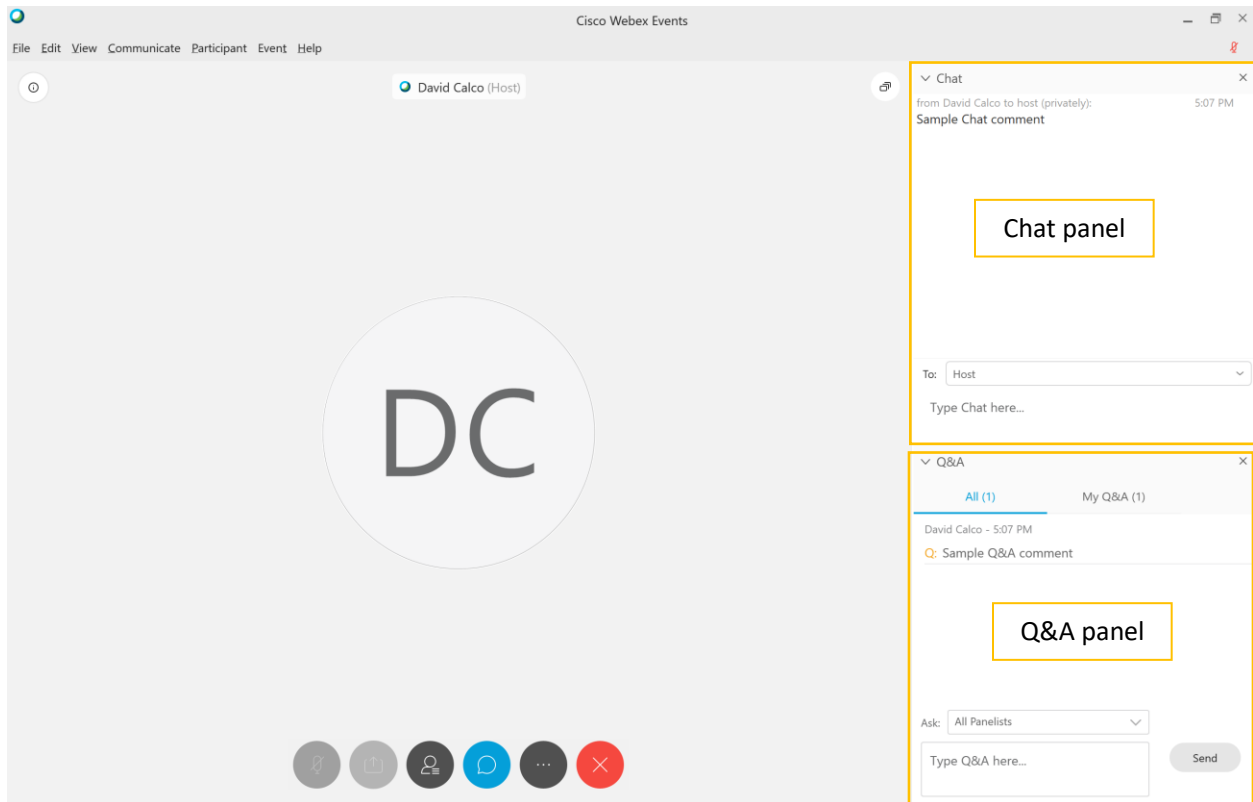 Cisco Webex Events
File Edit View Communicate Participant Event Help
David Calco (Host)
Chat
from David Calco to host (privately): 5:07 PM
Sample Chat comment
Chat panel
To: Host
Type Chat here...
DC
Q&A
All (1) My Q&A (1)
David Calco - 5:07 PM
Q: Sample Q&A comment
Q&A panel
Ask: All Panelists
Type Q&A here...
Send